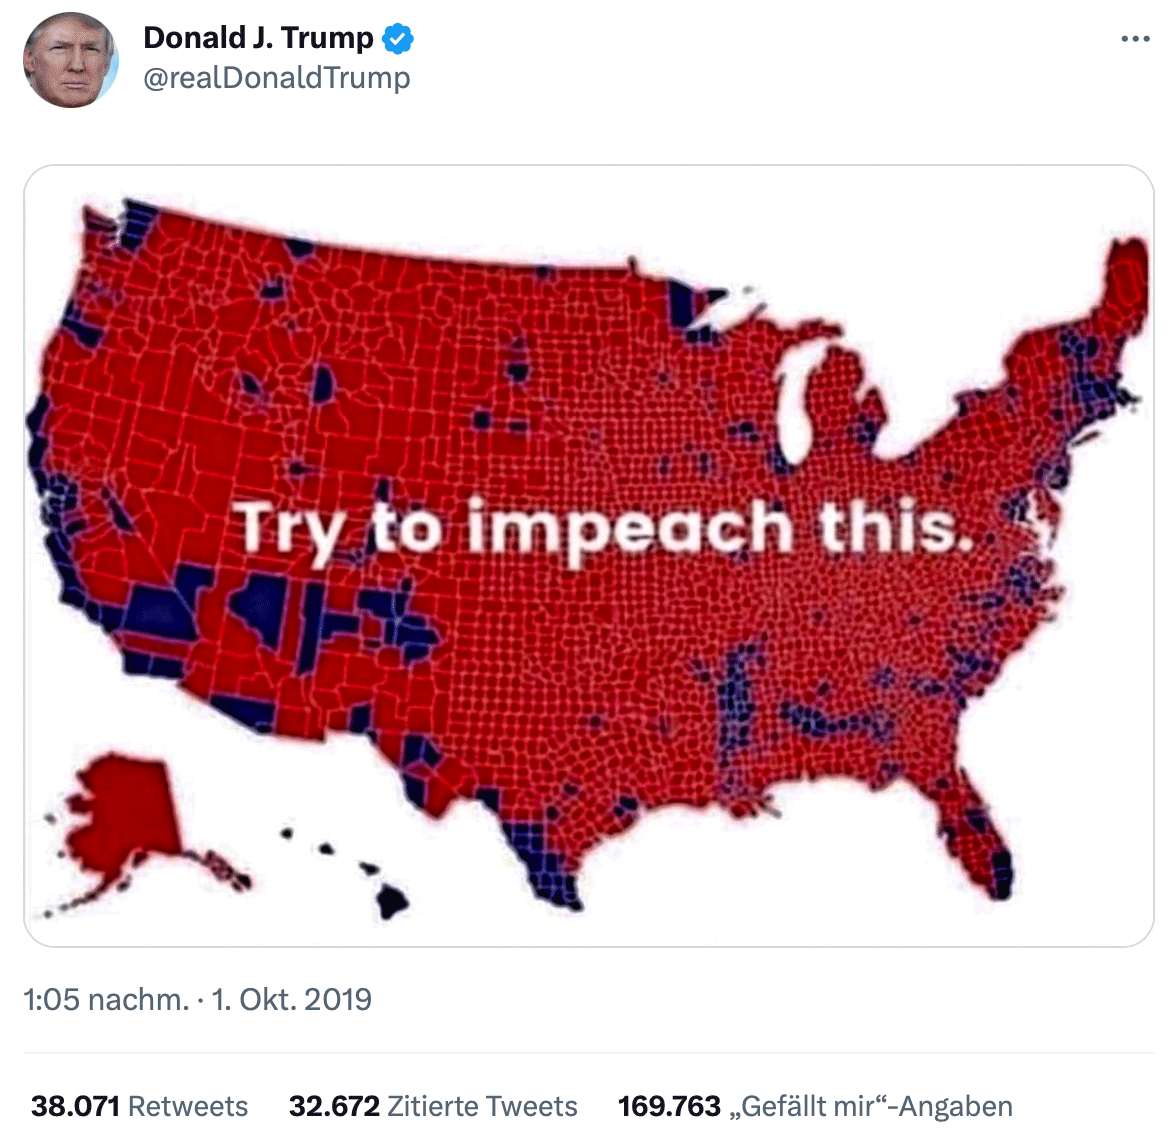 Donald J. Trump
@realDonaldTrump
Try to impeach this.
1:05 nachm. · 1. Okt. 2019
38.071 Retweets 32.672 Zitierte Tweets 169.763 „Gefällt mir“-Angaben